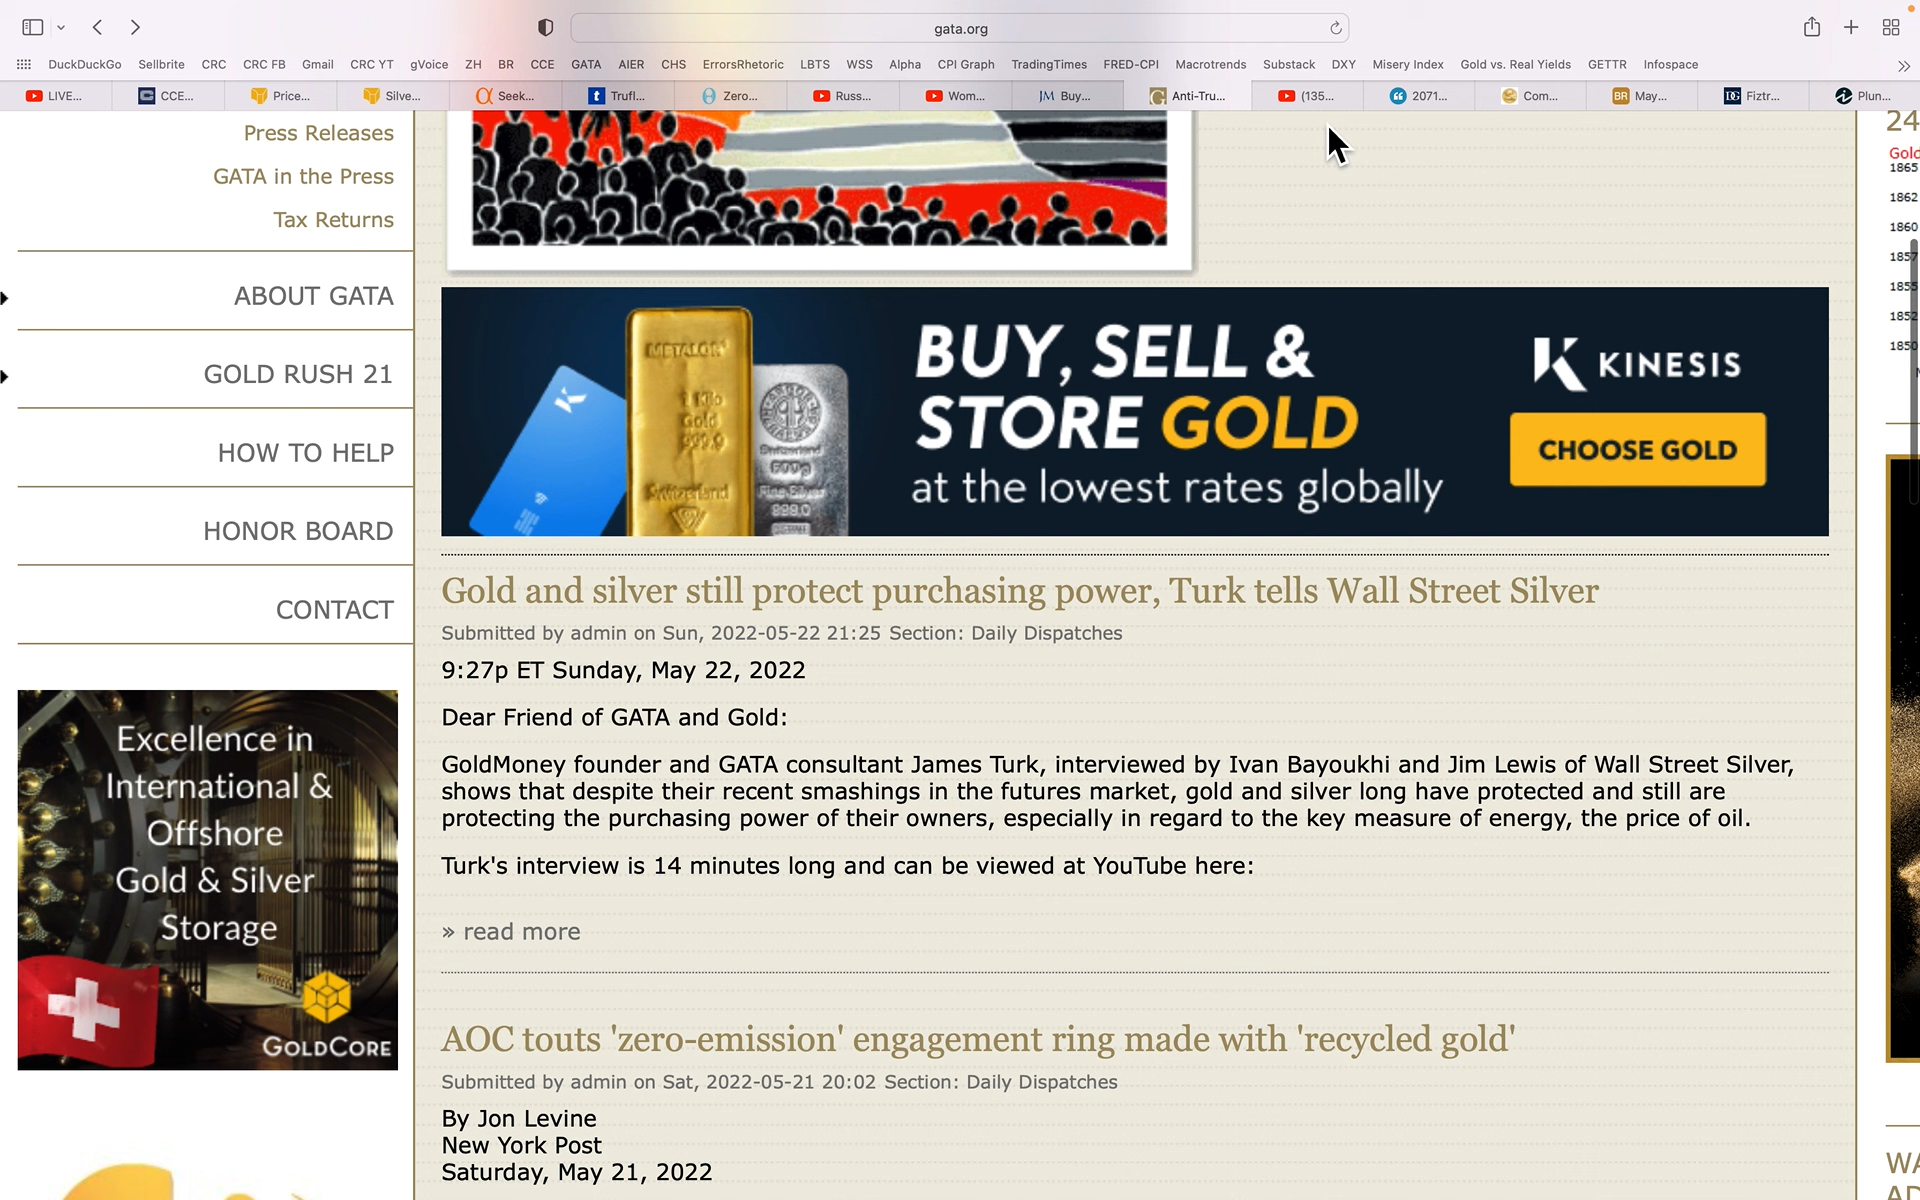 gata.org
DuckDuckGo Sellbrite CRC CRC FB Gmail CRC YT gVoice ZH BR CCE GATA AIER CHS ErrorsRhetoric LBTS WSS Alpha CPI Graph TradingTimes FRED-CPI Macrotrends Substack DXY Misery Index Gold vs. Real Yields GETTR Infospace
LIVE... CCE... Price... Silve... Seek... Trufl... Zero... Russ... Wom... JM Buy... Anti-Tru... (135... 2071... Com... BR May... DG Fiztr... Plun...
Press Releases
GATA in the Press
Tax Returns
ABOUT GATA
GOLD RUSH 21
HOW TO HELP
HONOR BOARD
CONTACT
Excellence in
International &
Offshore
Gold & Silver
Storage
GOLDCORE
METALOR
1 Kilo
Gold
999.9
Switzerland
Switzerland
500g
Fine Silver
999.0
BUY, SELL &
STORE GOLD
at the lowest rates globally
KINESIS
CHOOSE GOLD
Gold and silver still protect purchasing power, Turk tells Wall Street Silver
Submitted by admin on Sun, 2022-05-22 21:25 Section: Daily Dispatches
9:27p ET Sunday, May 22, 2022
Dear Friend of GATA and Gold:
GoldMoney founder and GATA consultant James Turk, interviewed by Ivan Bayoukhi and Jim Lewis of Wall Street Silver,
shows that despite their recent smashings in the futures market, gold and silver long have protected and still are
protecting the purchasing power of their owners, especially in regard to the key measure of energy, the price of oil.
Turk's interview is 14 minutes long and can be viewed at YouTube here:
» read more
AOC touts 'zero-emission' engagement ring made with 'recycled gold'
Submitted by admin on Sat, 2022-05-21 20:02 Section: Daily Dispatches
By Jon Levine
New York Post
Saturday, May 21, 2022
24
Gold
1865
1862
1860
1857
1855
1852
1850
WA